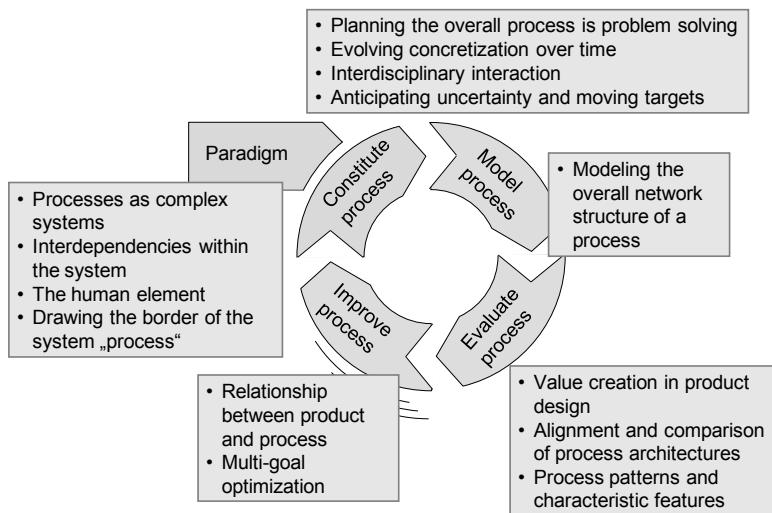 • Planning the overall process is problem solving
• Evolving concretization over time
• Interdisciplinary interaction
• Anticipating uncertainty and moving targets
Paradigm
Constitute
process
Model
process
• Modeling the
overall network
structure of a
process
• Processes as complex
systems
• Interdependencies within
the system
• The human element
• Drawing the border of the
system „process“
Improve
process
Evaluate
process
• Relationship
between product
and process
• Multi-goal
optimization
• Value creation in product
design
• Alignment and comparison
of process architectures
• Process patterns and
characteristic features